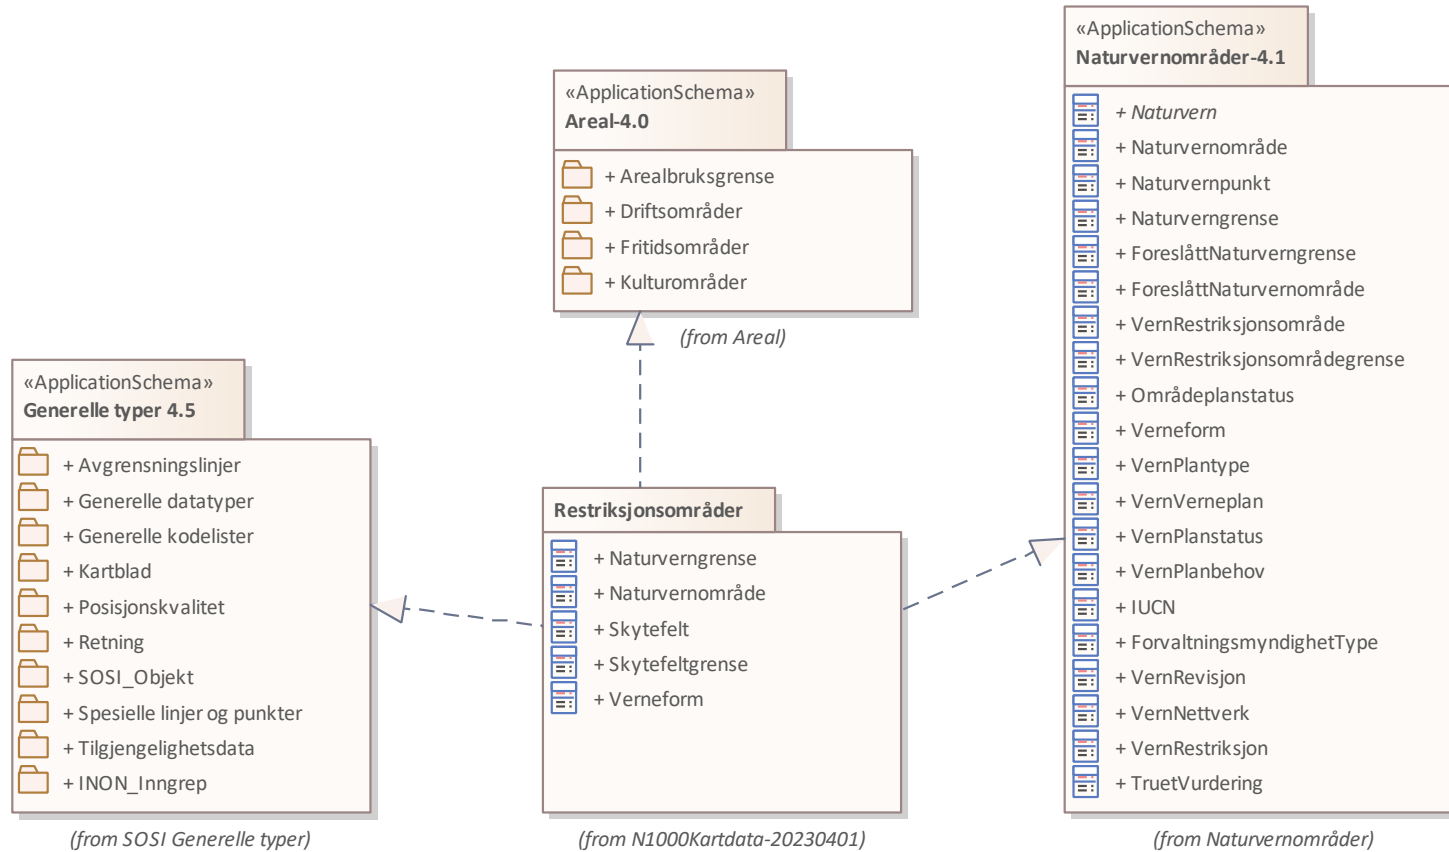 «ApplicationSchema»
Naturvernområder-4.1
+ Naturvern
+ Naturvernområde
+ Naturvernpunkt
+ Naturverngrense
+ ForeslåttNaturverngrense
+ ForeslåttNaturvernområde
+ VernRestriksjonsområde
+ VernRestriksjonsområdegrense
+ Områdeplanstatus
+ Verneform
+ VernPlantype
+ VernVerneplan
+ VernPlanstatus
+ VernPlanbehov
+ IUCN
+ ForvaltningsmyndighetType
+ VernRevisjon
+ VernNettverk
+ VernRestriksjon
+ TruetVurdering
(from Naturvernområder)
«ApplicationSchema»
Areal-4.0
+ Arealbruksgrense
+ Driftsområder
+ Fritidsområder
+ Kulturområder
(from Areal)
«ApplicationSchema»
Generelle typer 4.5
+ Avgrensningslinjer
+ Generelle datatyper
+ Generelle kodelister
+ Kartblad
+ Posisjonskvalitet
+ Retning
+ SOSI_Objekt
+ Spesielle linjer og punkter
+ Tilgjengelighetsdata
+ INON_Inngrep
(from SOSI Generelle typer)
Restriksjonsområder
+ Naturverngrense
+ Naturvernområde
+ Skytefelt
+ Skytefeltgrense
+ Verneform
(from N1000Kartdata-20230401)